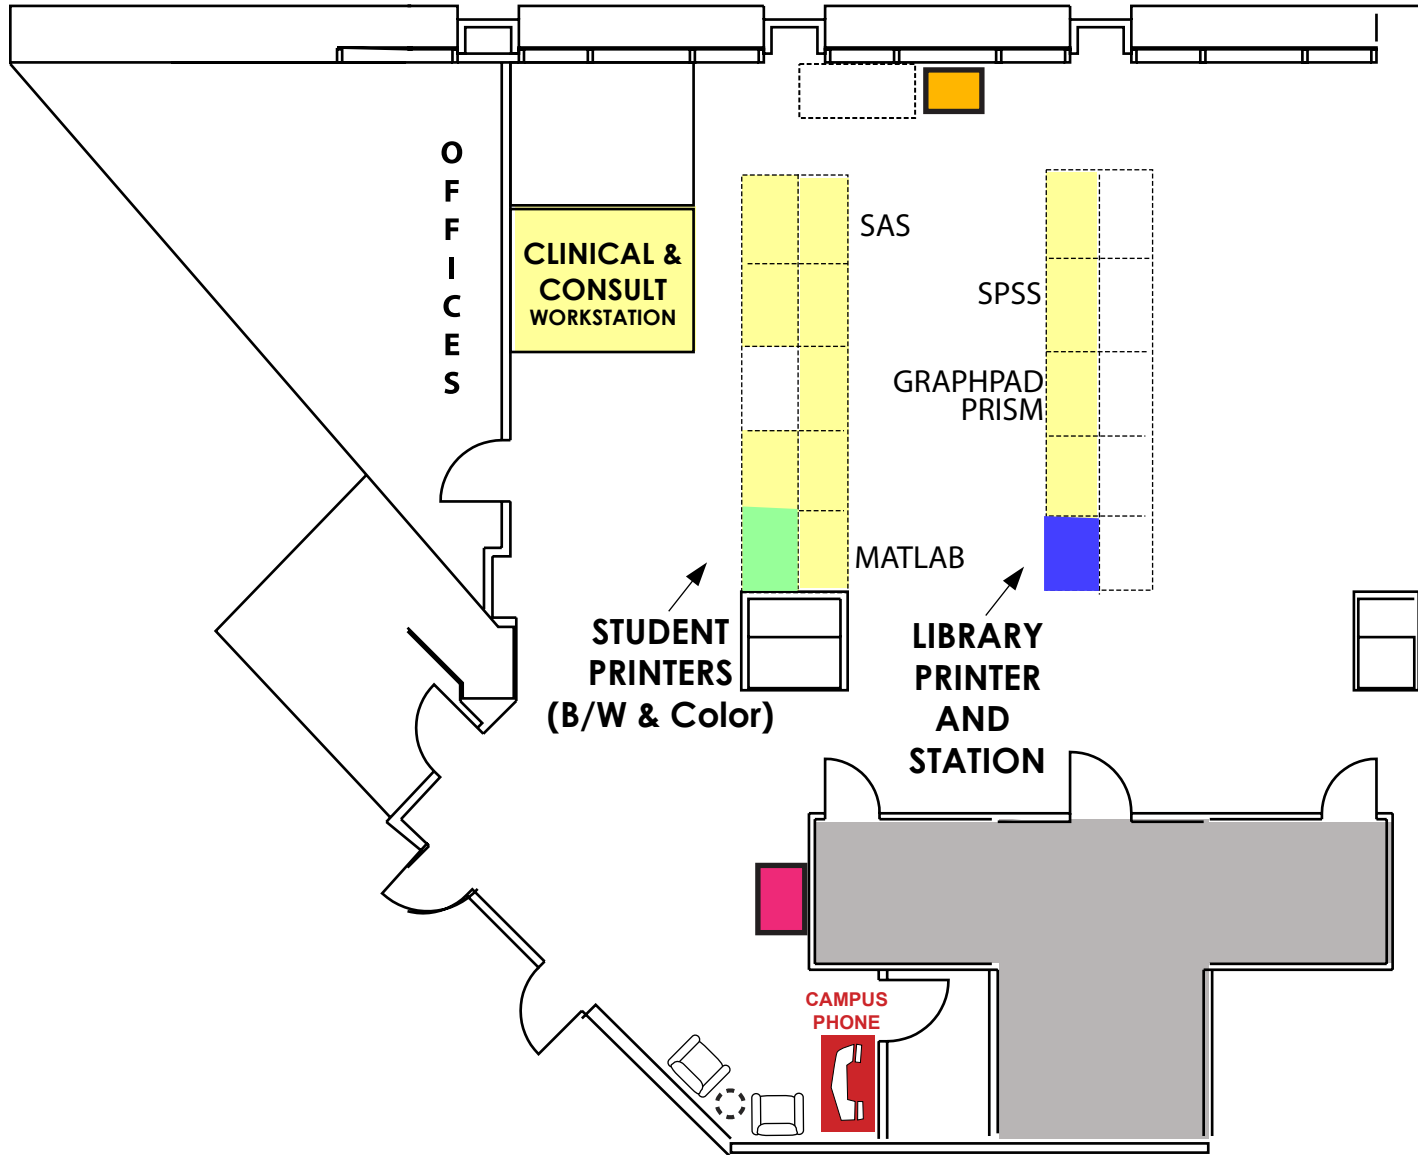 O
F
F
I
C
E
S
CLINICAL &
CONSULT
WORKSTATION
SAS
SPSS
GRAPHPAD
PRISM
MATLAB
STUDENT
PRINTERS
(B/W & Color)
LIBRARY
PRINTER
AND
STATION
CAMPUS
PHONE